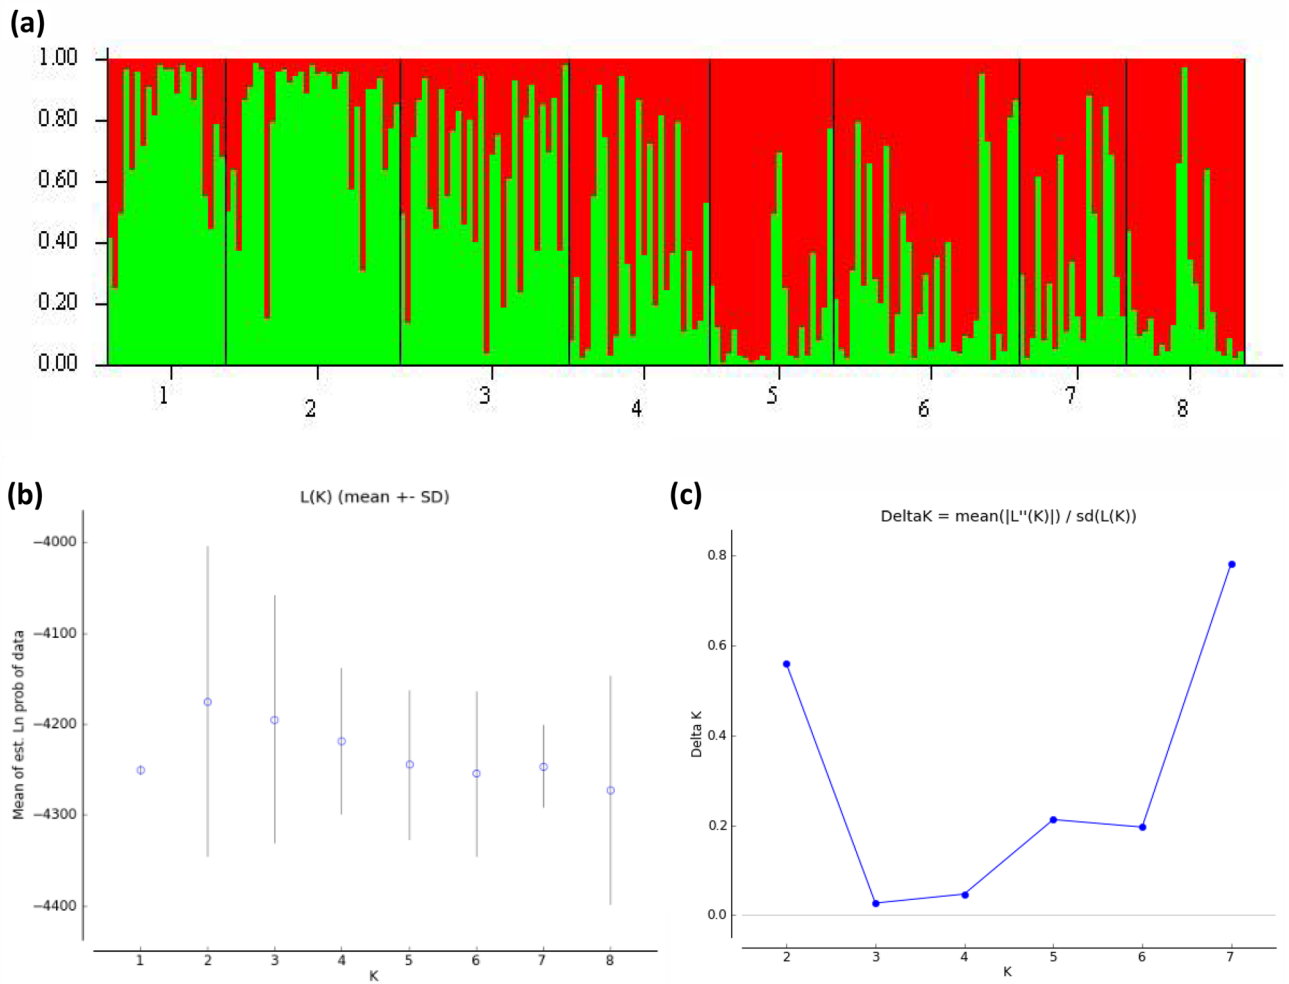 (a)
1.00
0.80
0.60
0.40
0.20
0.00
1 2 3 4 5 6 7 8
(b)
L(K) (mean +- SD)
Mean of est. Ln prob of data
−4000
−4100
−4200
−4300
−4400
1 2 3 4 5 6 7 8
K
(c)
DeltaK = mean(|L''(K)|) / sd(L(K))
Delta K
0.8
0.6
0.4
0.2
0.0
2 3 4 5 6 7
K